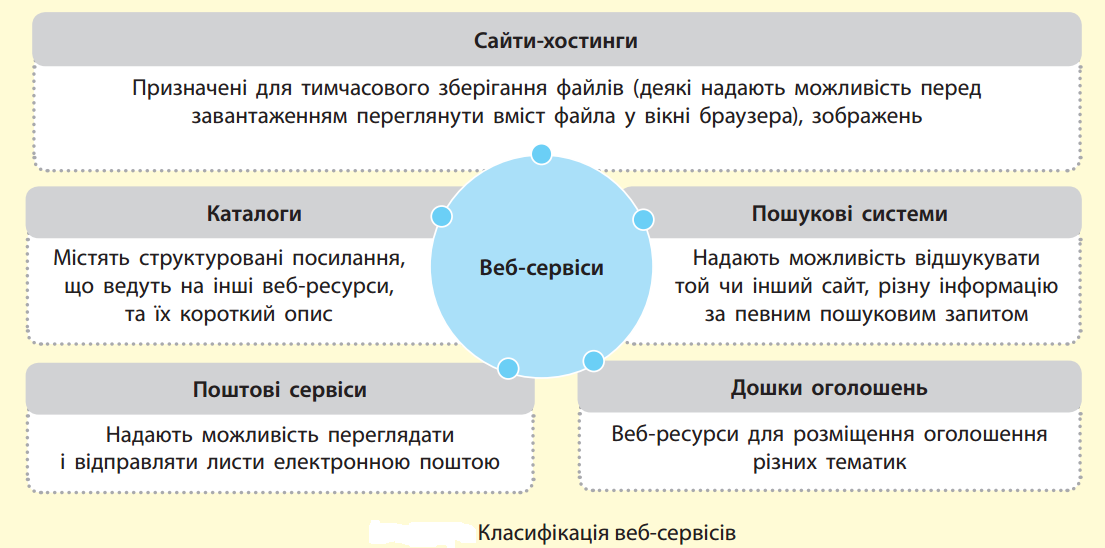 Сайти-хостинги
Призначені для тимчасового зберігання файлів (деякі надають можливість перед
завантаженням переглянути вміст файла у вікні браузера), зображень
Каталоги
Містять структуровані посилання,
що ведуть на інші веб-ресурси,
та їх короткий опис
Веб-сервіси
Пошукові системи
Надають можливість відшукувати
той чи інший сайт, різну інформацію
за певним пошуковим запитом
Поштові сервіси
Надають можливість переглядати
і відправляти листи електронною поштою
Дошки оголошень
Веб-ресурси для розміщення оголошення
різних тематик
Класифікація веб-сервісів